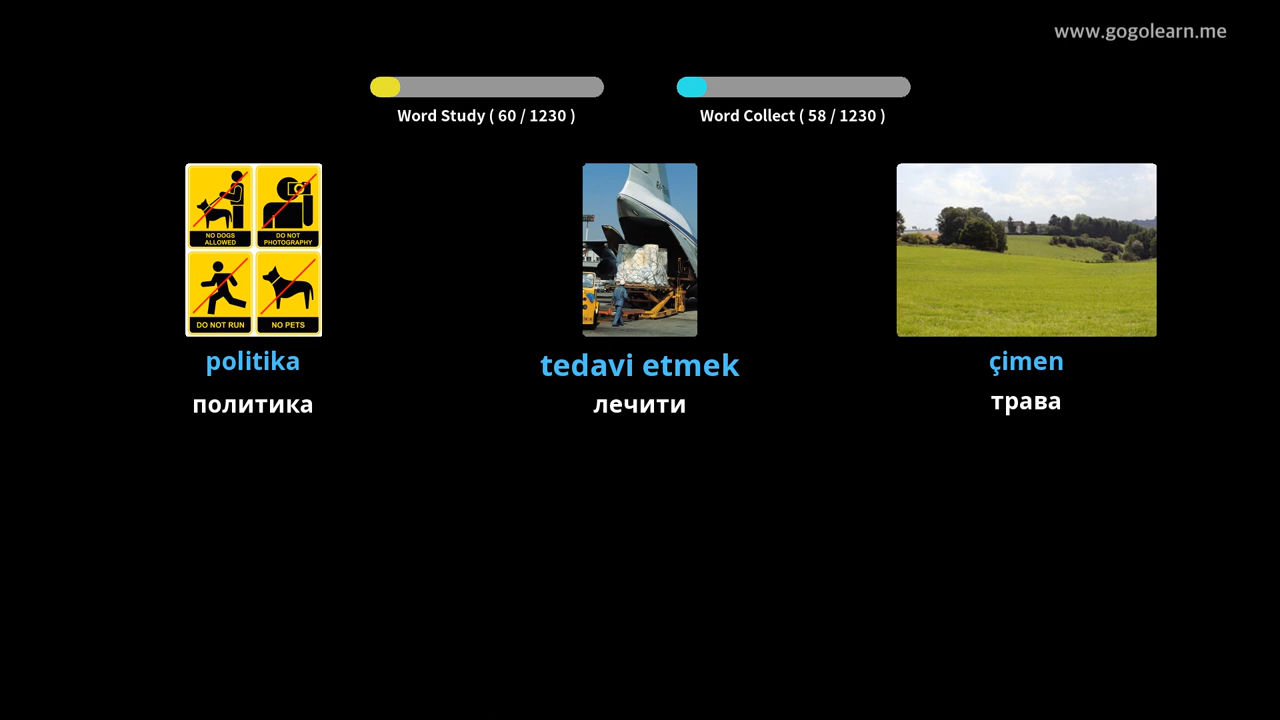 www.gogolearn.me
Word Study ( 60 / 1230 )
Word Collect ( 58 / 1230 )
NO DOGS
ALLOWED
DO NOT
PHOTOGRAPHY
DO NOT RUN
NO PETS
politika
tedavi etmek
çimen
политика
лечити
трава